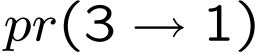 pr(3 → 1)